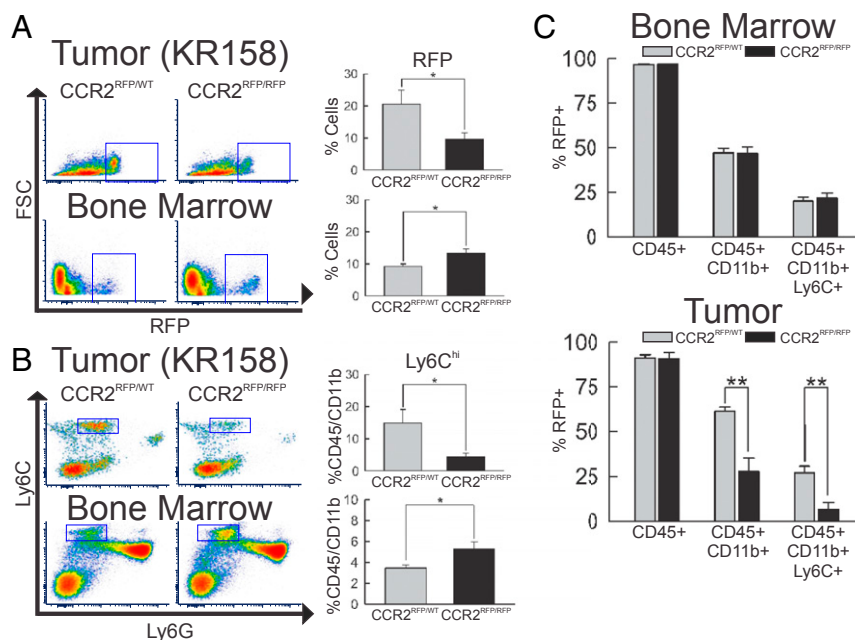 A
Tumor (KR158)
CCR2RFP/WT CCR2RFP/RFP
FSC
Bone Marrow
RFP
RFP
% Cells
30
20
10
0
*
CCR2RFP/WT CCR2RFP/RFP
% Cells
30
20
10
0
*
CCR2RFP/WT CCR2RFP/RFP
B
Tumor (KR158)
CCR2RFP/WT CCR2RFP/RFP
Ly6C
Bone Marrow
Ly6G
Ly6Chi
%CD45/CD11b
30
20
10
0
*
CCR2RFP/WT CCR2RFP/RFP
%CD45/CD11b
10
8
6
4
2
0
*
CCR2RFP/WT CCR2RFP/RFP
C
Bone Marrow
CCR2RFP/WT CCR2RFP/RFP
% RFP+
100
75
50
25
0
CD45+ CD45+ CD45+
CD11b+ CD11b+
Ly6C+
Tumor
CCR2RFP/WT CCR2RFP/RFP
% RFP+
100
75
50
25
0
** **
CD45+ CD45+ CD45+
CD11b+ CD11b+
Ly6C+